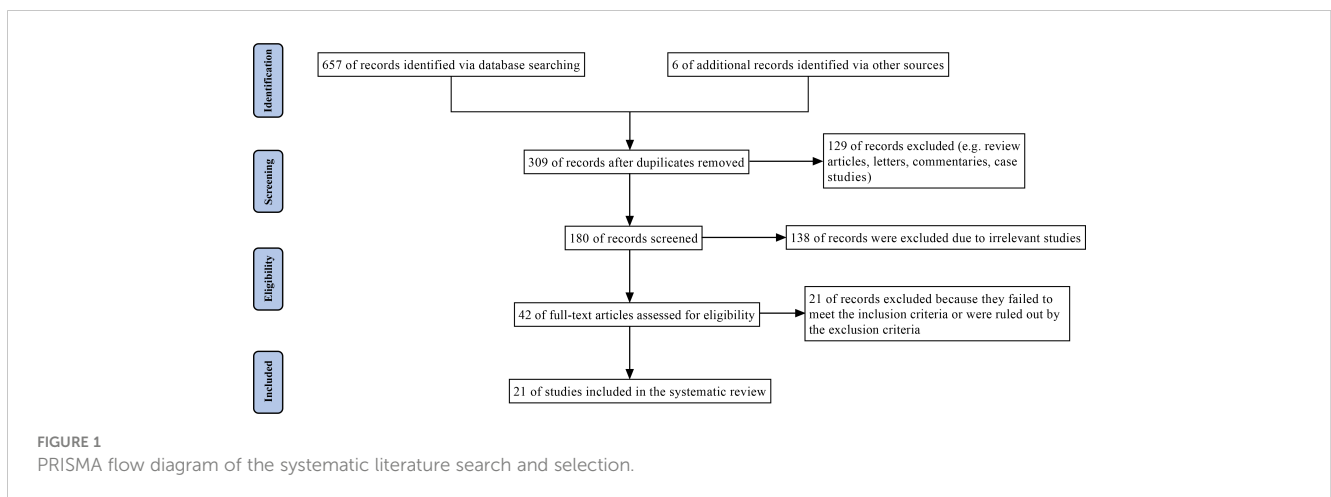 Identification
657 of records identified via database searching
6 of additional records identified via other sources
Screening
309 of records after dupilicates removed
129 of records excluded (e.g. review
articles, letters, commentaries, case
studies)
180 of records screened
138 of records were excluded due to irrelevant studies
Eligibility
42 of full-text articles assessed for eligibility
21 of records excluded because they failed to
meet the inclusion criteria or were ruled out by
the exclusion criteria
Included
21 of studies included in the systematic review
FIGURE 1
PRISMA flow diagram of the systematic literature search and selection.